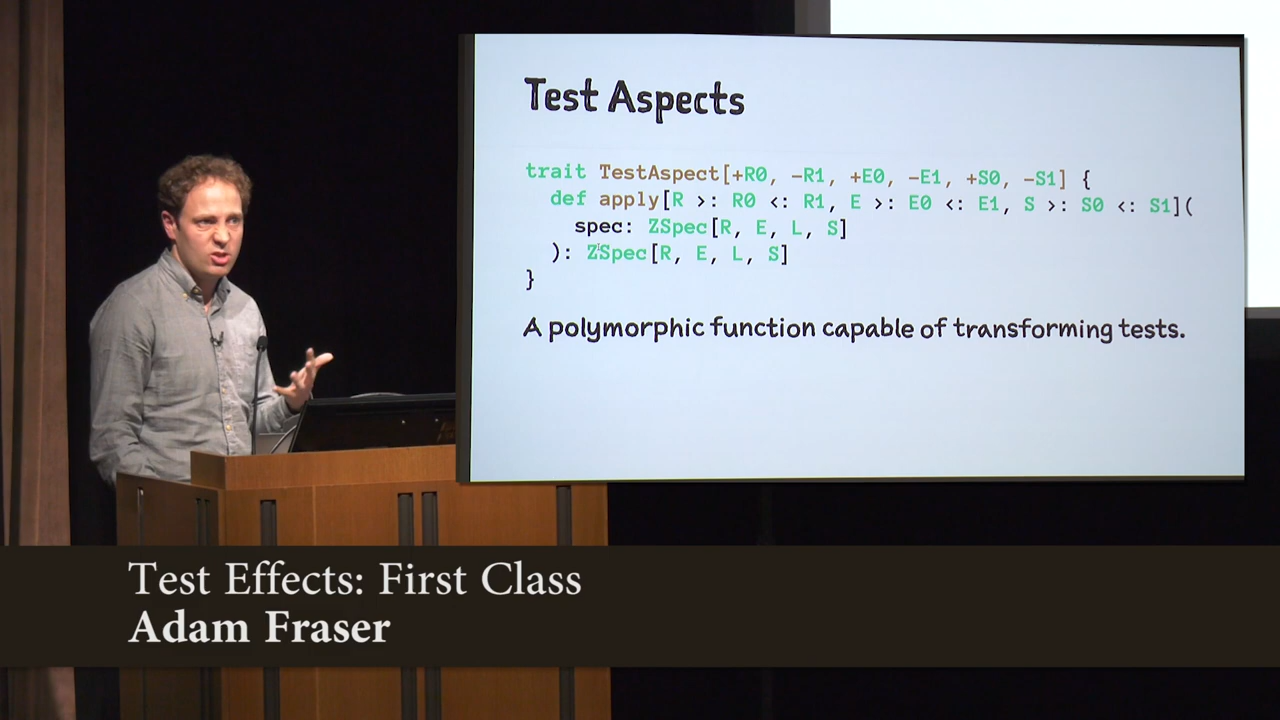 Test Aspects
trait TestAspect[+R0, -R1, +E0, -E1, +S0, -S1] {
def apply[R >: R0 <: R1, E >: E0 <: E1, S >: S0 <: S1](
spec: ZSpec[R, E, L, S]
): ZSpec[R, E, L, S]
}
A polymorphic function capable of transforming tests.
Test Effects: First Class
Adam Fraser